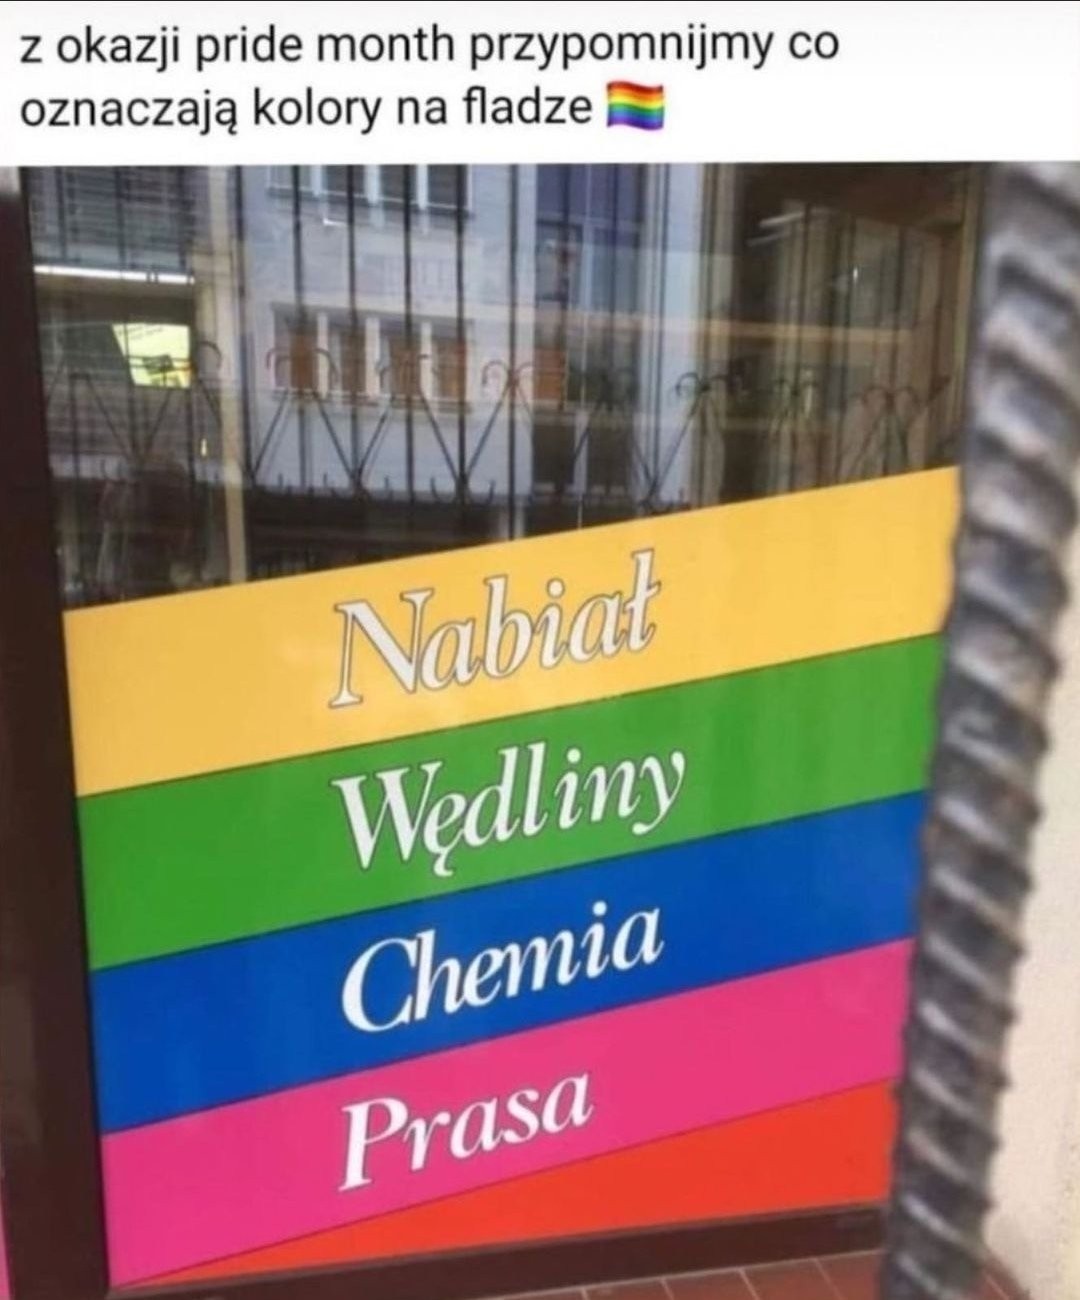 z okazji pride month przypomnijmy co
oznaczają kolory na fladze 🏳️‍🌈
Nabiał
Wędliny
Chemia
Prasa